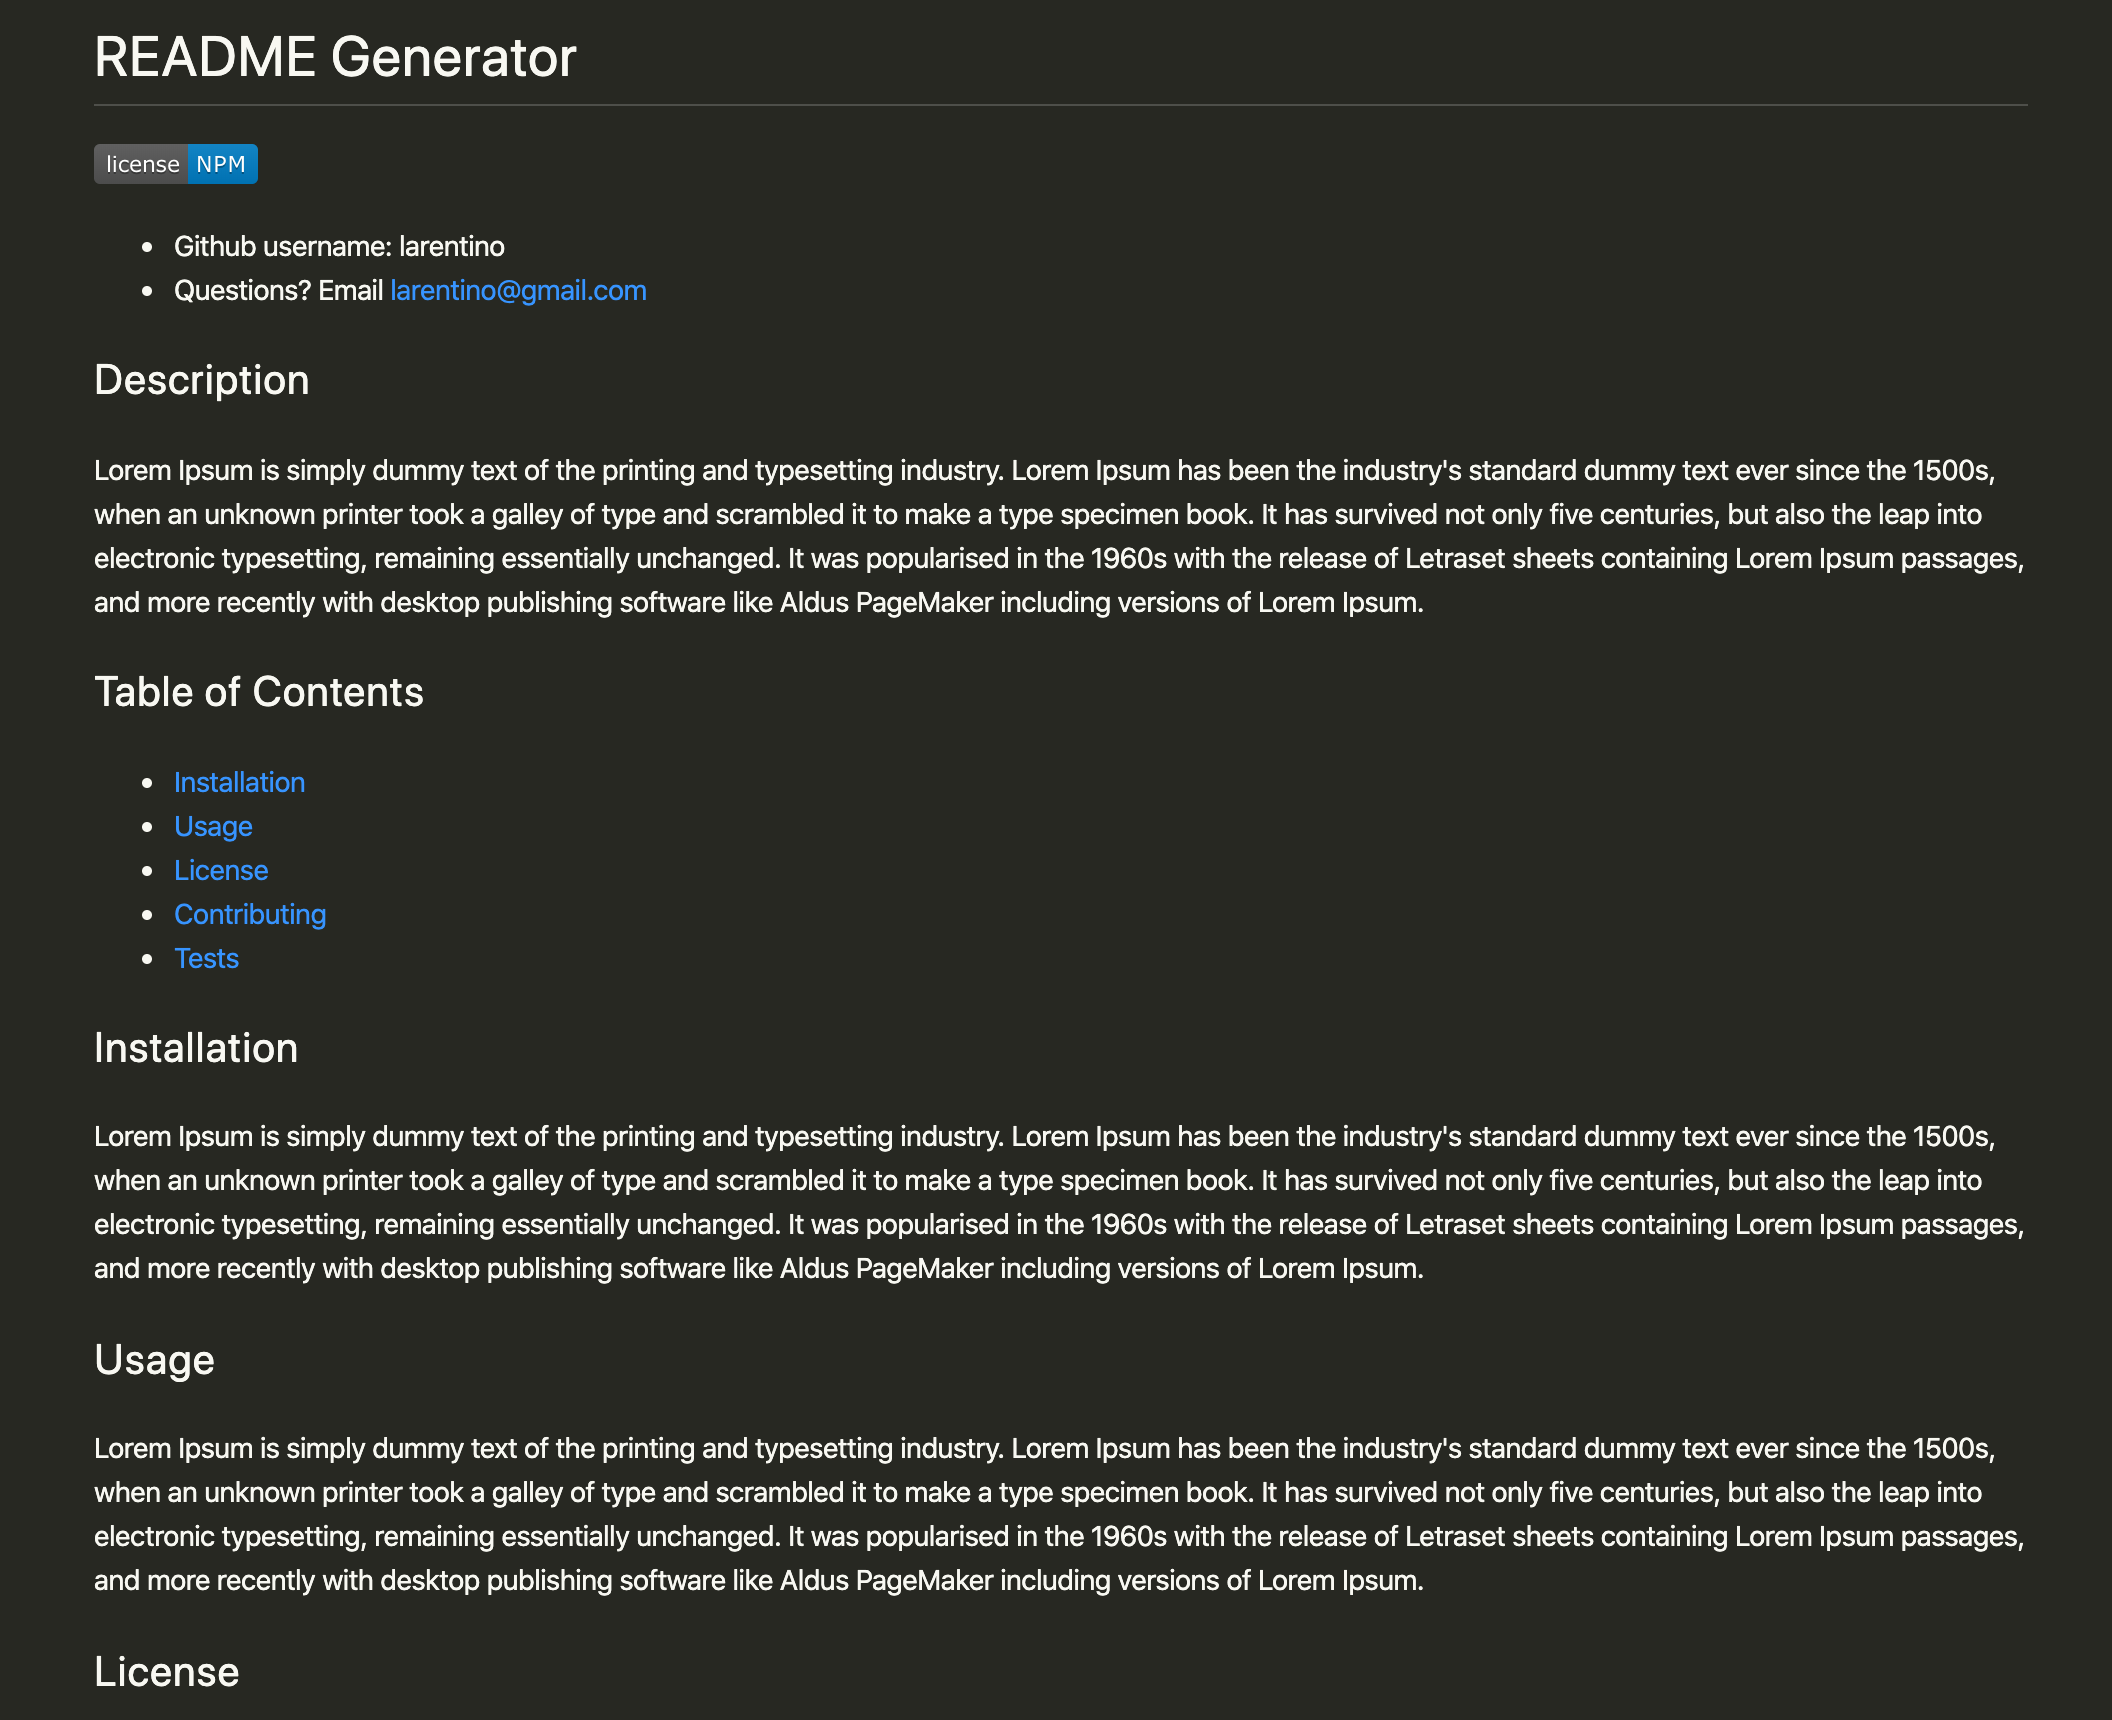 README Generator
license NPM
Github username: larentino
Questions? Email larentino@gmail.com
Description
Lorem Ipsum is simply dummy text of the printing and typesetting industry. Lorem Ipsum has been the industry's standard dummy text ever since the 1500s,
when an unknown printer took a galley of type and scrambled it to make a type specimen book. It has survived not only five centuries, but also the leap into
electronic typesetting, remaining essentially unchanged. It was popularised in the 1960s with the release of Letraset sheets containing Lorem Ipsum passages,
and more recently with desktop publishing software like Aldus PageMaker including versions of Lorem Ipsum.
Table of Contents
Installation
Usage
License
Contributing
Tests
Installation
Lorem Ipsum is simply dummy text of the printing and typesetting industry. Lorem Ipsum has been the industry's standard dummy text ever since the 1500s,
when an unknown printer took a galley of type and scrambled it to make a type specimen book. It has survived not only five centuries, but also the leap into
electronic typesetting, remaining essentially unchanged. It was popularised in the 1960s with the release of Letraset sheets containing Lorem Ipsum passages,
and more recently with desktop publishing software like Aldus PageMaker including versions of Lorem Ipsum.
Usage
Lorem Ipsum is simply dummy text of the printing and typesetting industry. Lorem Ipsum has been the industry's standard dummy text ever since the 1500s,
when an unknown printer took a galley of type and scrambled it to make a type specimen book. It has survived not only five centuries, but also the leap into
electronic typesetting, remaining essentially unchanged. It was popularised in the 1960s with the release of Letraset sheets containing Lorem Ipsum passages,
and more recently with desktop publishing software like Aldus PageMaker including versions of Lorem Ipsum.
License